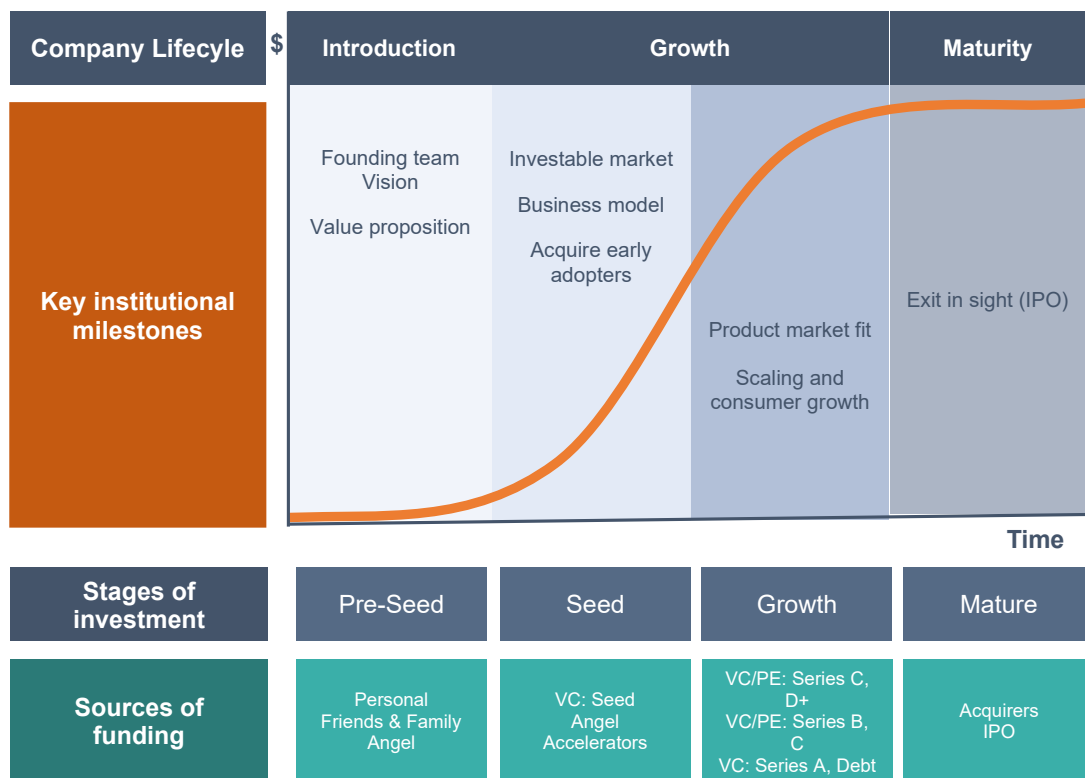 Company Lifecyle
$
Introduction
Growth
Maturity
Key institutional
milestones
Founding team
Vision
Value proposition
Investable market
Business model
Acquire early
adopters
Product market fit
Scaling and
consumer growth
Exit in sight (IPO)
Time
Stages of
investment
Pre-Seed
Seed
Growth
Mature
Sources of
funding
Personal
Friends & Family
Angel
VC: Seed
Angel
Accelerators
VC/PE: Series C,
D+
VC/PE: Series B,
C
VC: Series A, Debt
Acquirers
IPO